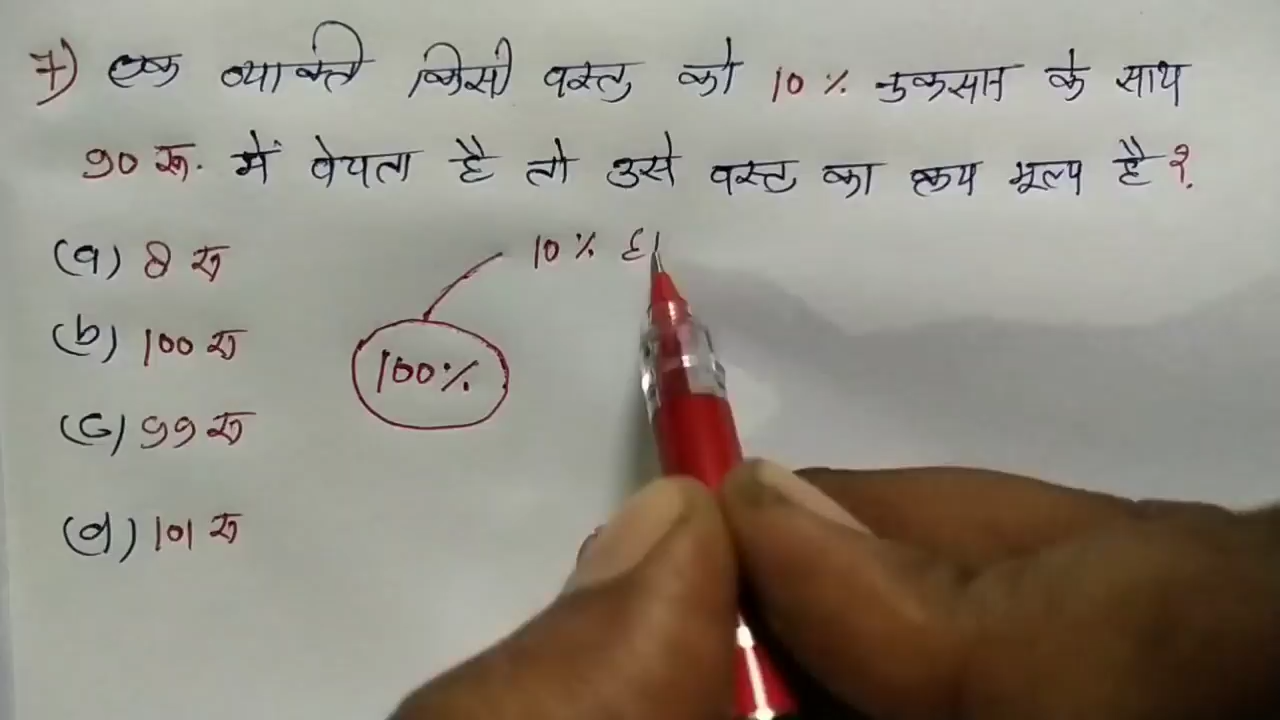 7) एक व्यक्ति किसी वस्तु को 10% नुकसान के साथ
90 रू. में वेचता है तो उसे वस्तु का क्रय मूल्य है ?
(a) 8 रु
(b) 100 रु
(c) 99 रु
(d) 101 रु
10%
100%